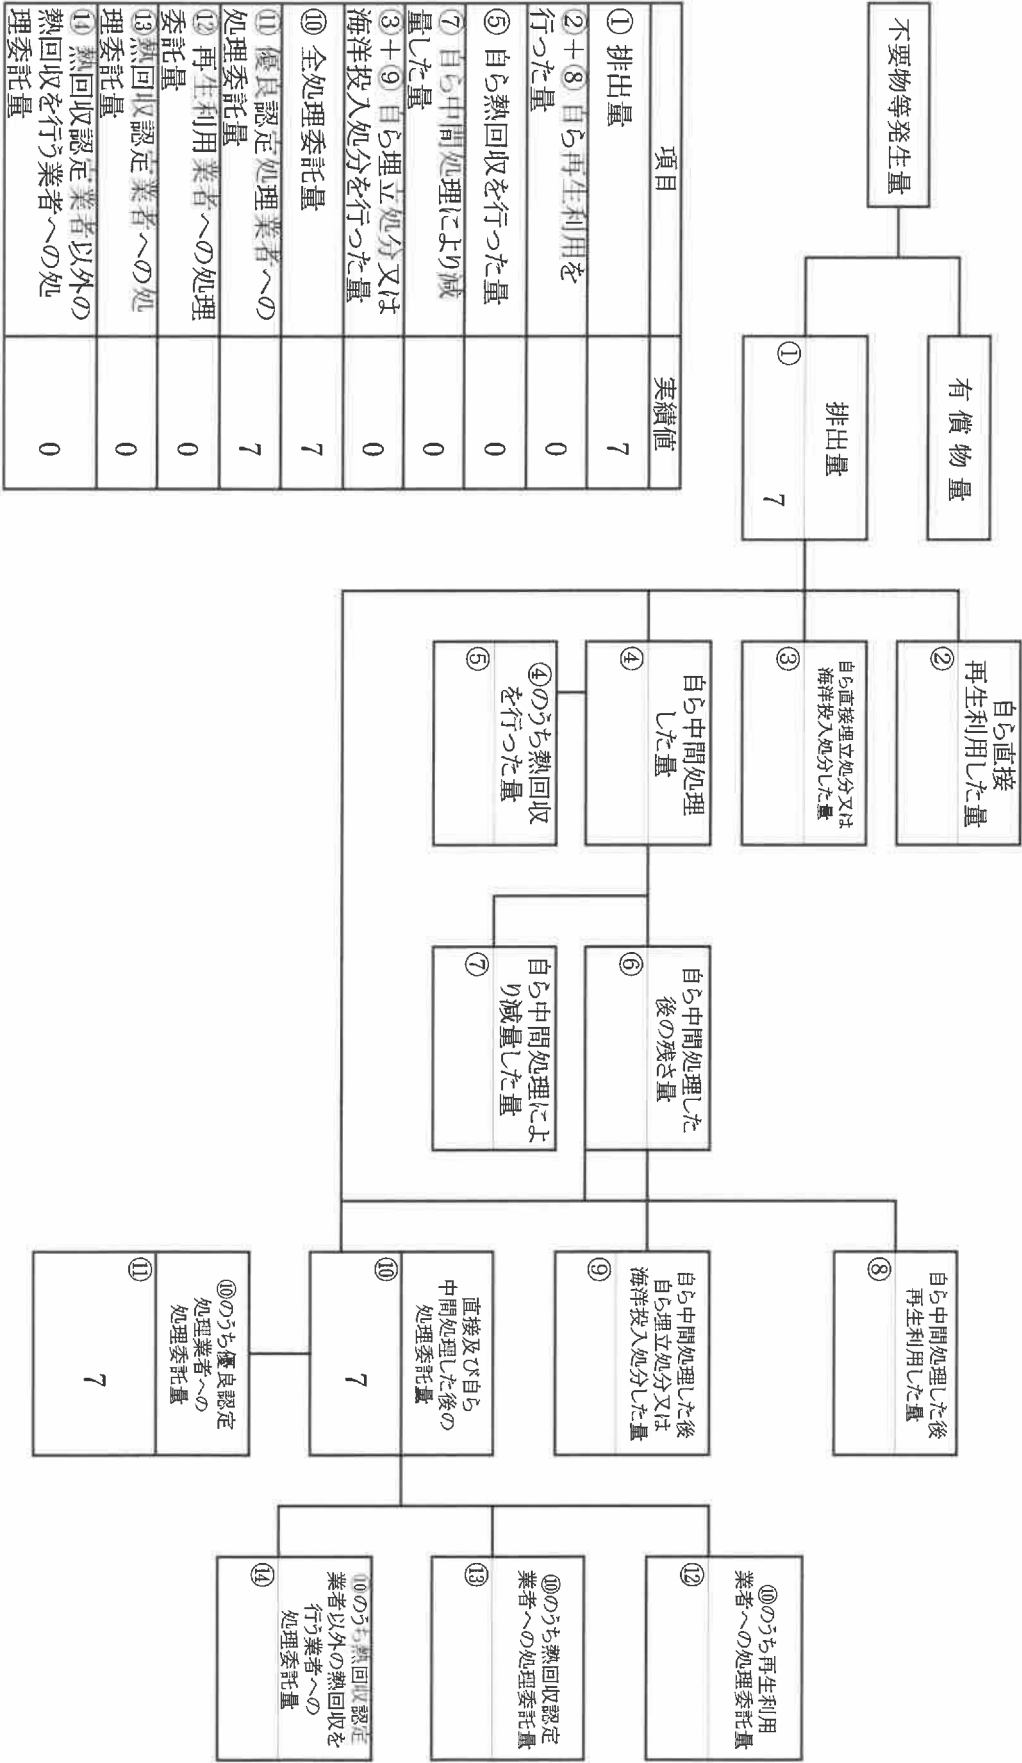 不要物等発生量
有償物量
排出量
①
7
自ら直接
再生利用した量
②
自ら直接埋立処分又は
海洋投入処分した量
③
自ら中間処理
した量
④
④のうち熱回収
を行った量
⑤
自ら中間処理した
後の残さ量
⑥
自ら中間処理によ
り減量した量
⑦
自ら中間処理した後
再生利用した量
⑧
自ら中間処理した後
自ら埋立処分又は
海洋投入処分した量
⑨
直接及び自ら
中間処理した後の
処理委託量
⑩
7
⑩のうち優良認定
処理業者への
処理委託量
⑪
7
⑩のうち再生利用
業者への処理委託量
⑫
⑩のうち熱回収認定
業者への処理委託量
⑬
⑩のうち熱回収認定
業者以外の熱回収を
行う業者への
処理委託量
⑭
項目 実績値
① 排出量 7
②+⑧ 自ら再生利用を
行った量 0
⑤ 自ら熱回収を行った量 0
⑦ 自ら中間処理により減
量した量 0
③+⑨ 自ら埋立処分又は
海洋投入処分を行った量 0
⑩ 全処理委託量 7
⑪ 優良認定処理業者への
処理委託量 7
⑫ 再生利用業者への処理
委託量 0
⑬熱回収認定業者への処
理委託量 0
⑭ 熱回収認定業者以外の
熱回収を行う業者への処
理委託量 0